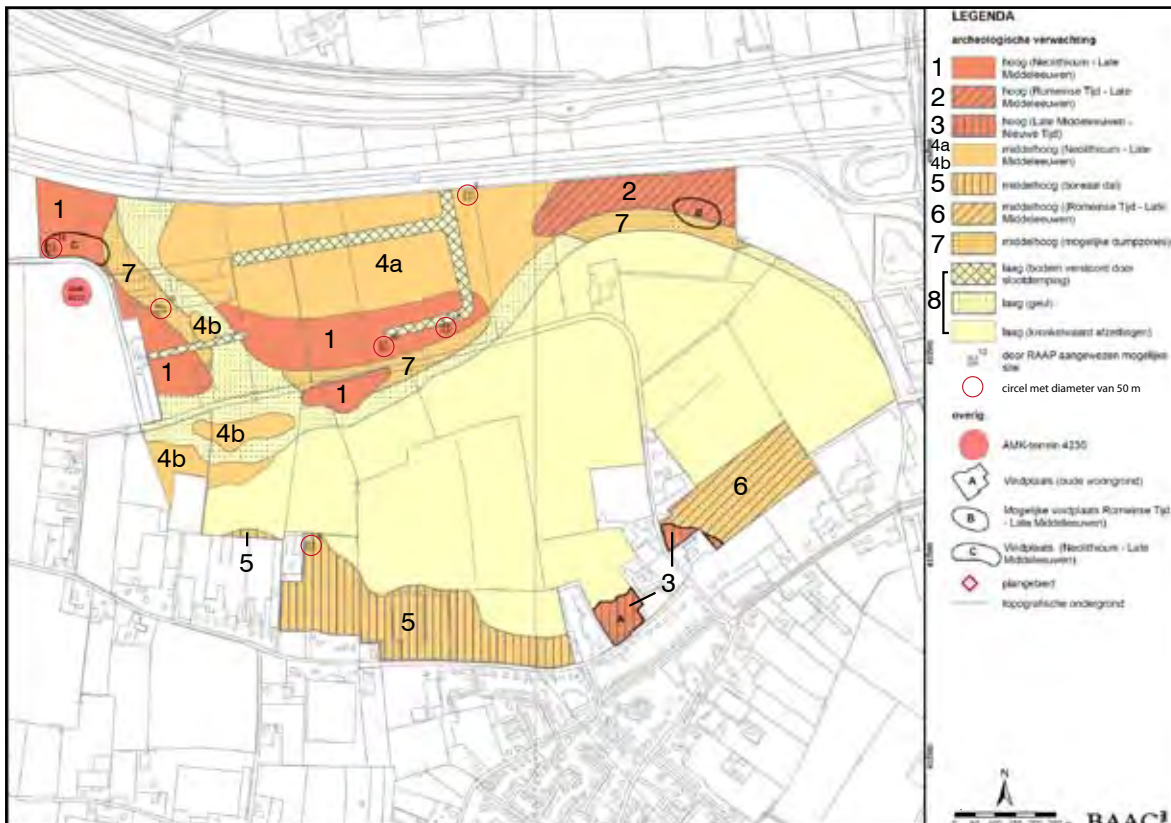 LEGENDA
archeologische verwachting
1 hoog (Neolithicum - Late
Middeleeuwen)
2 hoog (Romeinse Tijd - Late
Middeleeuwen)
3 hoog (Late Middeleeuwen -
Nieuwe Tijd)
4a middelhoog (Neolithicum - Late
4b Middeleeuwen)
5 middelhoog (boreaal dal)
6 middelhoog ((Romeinse Tijd - Late
Middeleeuwen)
7 middelhoog (mogelijke dumpzones)
8
laag (bodem verstoord door
slootdemping)
laag (geul)
laag (kronkelwaard afzettingen)
12 door RAAP aangewezen mogelijke
site
circel met diameter van 50 m
overig
AMK-terrein 4230
A Vindplaats (oude woongrond)
B Mogelijke vindplaats Romeinse Tijd
- Late Middeleeuwen)
C Vindplaats (Neolithicum - Late
Middeleeuwen)
plangebied
topografische ondergrond
N
BAAC
1
2
7
C
7
4a
4b
1
1
7
1
4b
4b
6
5
3
5
A